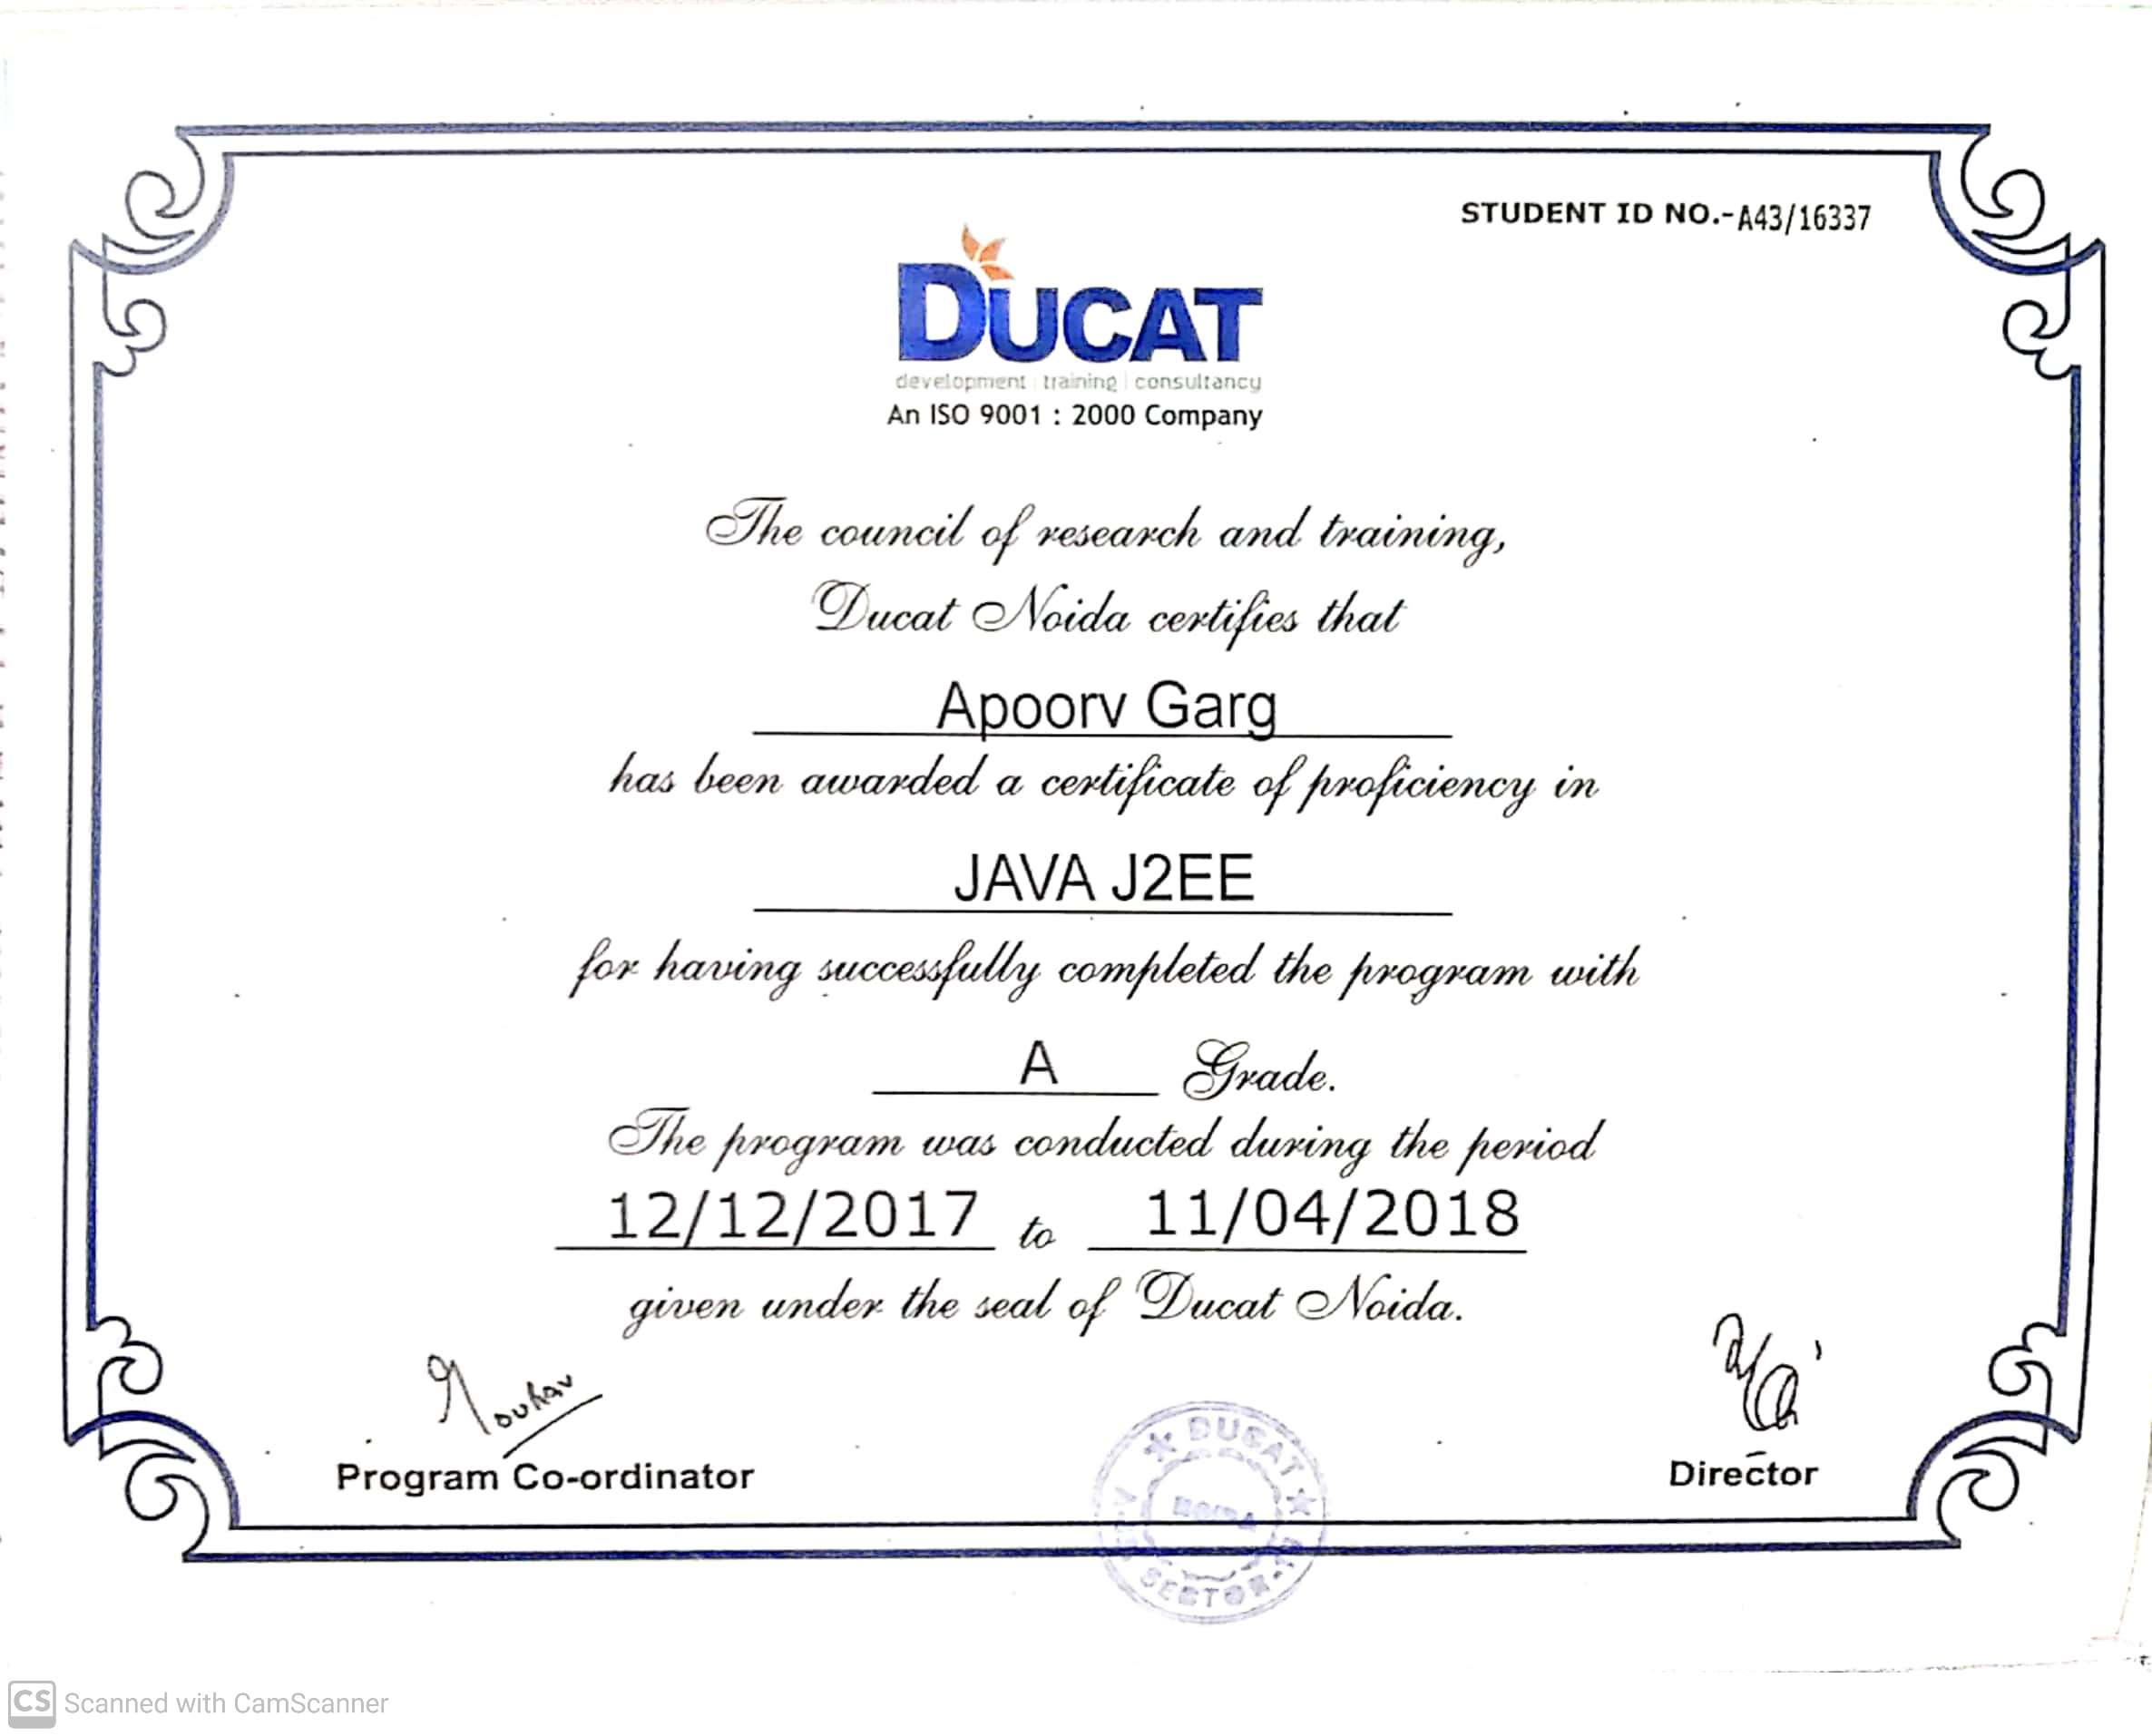 STUDENT ID NO.-A43/16337
DUCAT
development | training | consultancy
An ISO 9001 : 2000 Company
The council of research and training,
Ducat Noida certifies that
Apoorv Garg
has been awarded a certificate of proficiency in
JAVA J2EE
for having successfully completed the program with
A Grade.
The program was conducted during the period
12/12/2017 to 11/04/2018
given under the seal of Ducat Noida.
Program Co-ordinator
Director
DUCAT
NOIDA
SECTOR-
CS Scanned with CamScanner